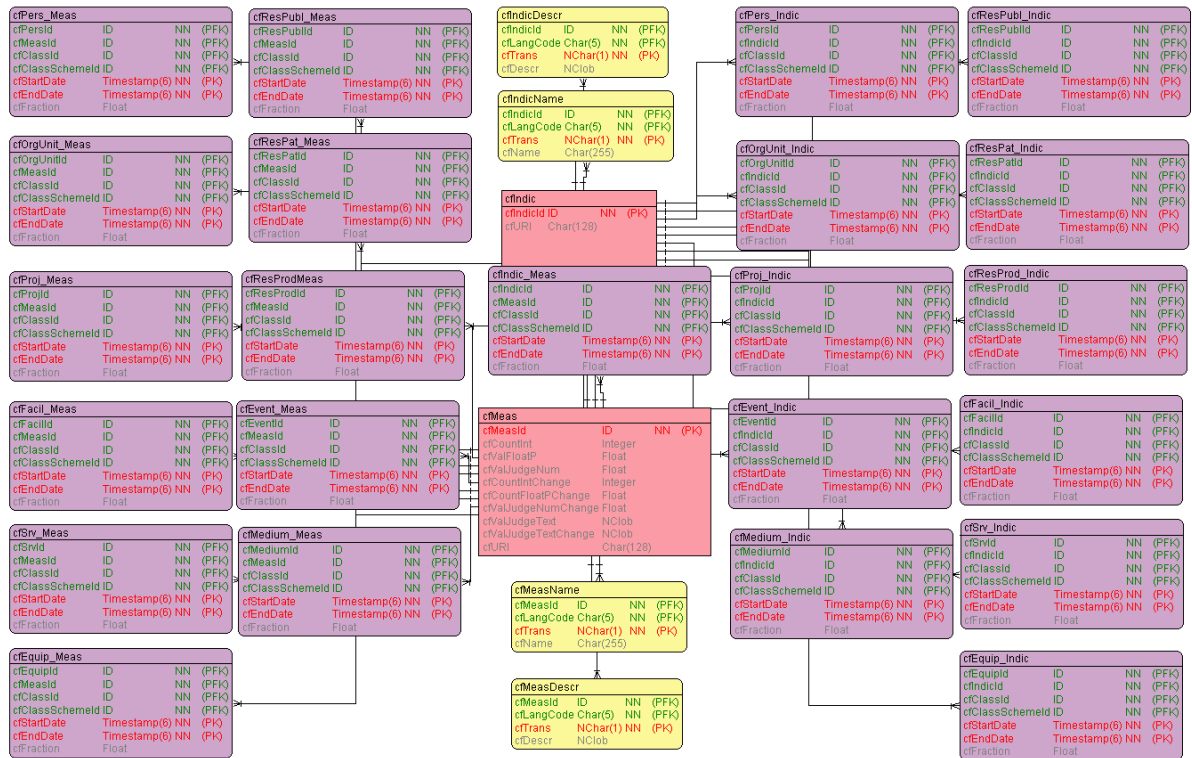 cfPers_Meas
cfPersId ID NN (PFK)
cfMeasId ID NN (PFK)
cfClassId ID NN (PFK)
cfClassSchemeId ID NN (PFK)
cfStartDate Timestamp(6) NN (PK)
cfEndDate Timestamp(6) NN (PK)
cfFraction Float
cfResPubl_Meas
cfResPublId ID NN (PFK)
cfMeasId ID NN (PFK)
cfClassId ID NN (PFK)
cfClassSchemeId ID NN (PFK)
cfStartDate Timestamp(6) NN (PK)
cfEndDate Timestamp(6) NN (PK)
cfFraction Float
cfIndicDescr
cfIndicId ID NN (PFK)
cfLangCode Char(5) NN (PFK)
cfTrans NChar(1) NN (PK)
cfDescr NClob
cfIndicName
cfIndicId ID NN (PFK)
cfLangCode Char(5) NN (PFK)
cfTrans NChar(1) NN (PK)
cfName Char(255)
cfPers_Indic
cfPersId ID NN (PFK)
cfIndicId ID NN (PFK)
cfClassId ID NN (PFK)
cfClassSchemeId ID NN (PFK)
cfStartDate Timestamp(6) NN (PK)
cfEndDate Timestamp(6) NN (PK)
cfFraction Float
cfResPubl_Indic
cfResPublId ID NN (PFK)
cfIndicId ID NN (PFK)
cfClassId ID NN (PFK)
cfClassSchemeId ID NN (PFK)
cfStartDate Timestamp(6) NN (PK)
cfEndDate Timestamp(6) NN (PK)
cfFraction Float
cfOrgUnit_Meas
cfOrgUnitId ID NN (PFK)
cfMeasId ID NN (PFK)
cfClassId ID NN (PFK)
cfClassSchemeId ID NN (PFK)
cfStartDate Timestamp(6) NN (PK)
cfEndDate Timestamp(6) NN (PK)
cfFraction Float
cfResPat_Meas
cfResPatId ID NN (PFK)
cfMeasId ID NN (PFK)
cfClassId ID NN (PFK)
cfClassSchemeId ID NN (PFK)
cfStartDate Timestamp(6) NN (PK)
cfEndDate Timestamp(6) NN (PK)
cfFraction Float
cfIndic
cfIndicId ID NN (PK)
cfURI Char(128)
cfOrgUnit_Indic
cfOrgUnitId ID NN (PFK)
cfIndicId ID NN (PFK)
cfClassId ID NN (PFK)
cfClassSchemeId ID NN (PFK)
cfStartDate Timestamp(6) NN (PK)
cfEndDate Timestamp(6) NN (PK)
cfFraction Float
cfResPat_Indic
cfResPatId ID NN (PFK)
cfIndicId ID NN (PFK)
cfClassId ID NN (PFK)
cfClassSchemeId ID NN (PFK)
cfStartDate Timestamp(6) NN (PK)
cfEndDate Timestamp(6) NN (PK)
cfFraction Float
cfProj_Meas
cfProjId ID NN (PFK)
cfMeasId ID NN (PFK)
cfClassId ID NN (PFK)
cfClassSchemeId ID NN (PFK)
cfStartDate Timestamp(6) NN (PK)
cfEndDate Timestamp(6) NN (PK)
cfFraction Float
cfResProdMeas
cfResProdId ID NN (PFK)
cfMeasId ID NN (PFK)
cfClassId ID NN (PFK)
cfClassSchemeId ID NN (PFK)
cfStartDate Timestamp(6) NN (PK)
cfEndDate Timestamp(6) NN (PK)
cfFraction Float
cfIndic_Meas
cfIndicId ID NN (PFK)
cfMeasId ID NN (PFK)
cfClassId ID NN (PFK)
cfClassSchemeId ID NN (PFK)
cfStartDate Timestamp(6) NN (PK)
cfEndDate Timestamp(6) NN (PK)
cfFraction Float
cfProj_Indic
cfProjId ID NN (PFK)
cfIndicId ID NN (PFK)
cfClassId ID NN (PFK)
cfClassSchemeId ID NN (PFK)
cfStartDate Timestamp(6) NN (PK)
cfEndDate Timestamp(6) NN (PK)
cfFraction Float
cfResProd_Indic
cfResProdId ID NN (PFK)
cfIndicId ID NN (PFK)
cfClassId ID NN (PFK)
cfClassSchemeId ID NN (PFK)
cfStartDate Timestamp(6) NN (PK)
cfEndDate Timestamp(6) NN (PK)
cfFraction Float
cfFacil_Meas
cfFacilId ID NN (PFK)
cfMeasId ID NN (PFK)
cfClassId ID NN (PFK)
cfClassSchemeId ID NN (PFK)
cfStartDate Timestamp(6) NN (PK)
cfEndDate Timestamp(6) NN (PK)
cfFraction Float
cfEvent_Meas
cfEventId ID NN (PFK)
cfMeasId ID NN (PFK)
cfClassId ID NN (PFK)
cfClassSchemeId ID NN (PFK)
cfStartDate Timestamp(6) NN (PK)
cfEndDate Timestamp(6) NN (PK)
cfFraction Float
cfMeas
cfMeasId ID NN (PK)
cfCountInt Integer
cfValFloatP Float
cfValJudgeNum Float
cfCountIntChange Integer
cfCountFloatPChange Float
cfValJudgeNumChange Float
cfValJudgeText NClob
cfValJudgeTextChange NClob
cfURI Char(128)
cfEvent_Indic
cfEventId ID NN (PFK)
cfIndicId ID NN (PFK)
cfClassId ID NN (PFK)
cfClassSchemeId ID NN (PFK)
cfStartDate Timestamp(6) NN (PK)
cfEndDate Timestamp(6) NN (PK)
cfFraction Float
cfFacil_Indic
cfFacilId ID NN (PFK)
cfIndicId ID NN (PFK)
cfClassId ID NN (PFK)
cfClassSchemeId ID NN (PFK)
cfStartDate Timestamp(6) NN (PK)
cfEndDate Timestamp(6) NN (PK)
cfFraction Float
cfSrv_Meas
cfSrvId ID NN (PFK)
cfMeasId ID NN (PFK)
cfClassId ID NN (PFK)
cfClassSchemeId ID NN (PFK)
cfStartDate Timestamp(6) NN (PK)
cfEndDate Timestamp(6) NN (PK)
cfFraction Float
cfMedium_Meas
cfMediumId ID NN (PFK)
cfMeasId ID NN (PFK)
cfClassId ID NN (PFK)
cfClassSchemeId ID NN (PFK)
cfStartDate Timestamp(6) NN (PK)
cfEndDate Timestamp(6) NN (PK)
cfFraction Float
cfMeasName
cfMeasId ID NN (PFK)
cfLangCode Char(5) NN (PFK)
cfTrans NChar(1) NN (PK)
cfName Char(255)
cfMedium_Indic
cfMediumId ID NN (PFK)
cfIndicId ID NN (PFK)
cfClassId ID NN (PFK)
cfClassSchemeId ID NN (PFK)
cfStartDate Timestamp(6) NN (PK)
cfEndDate Timestamp(6) NN (PK)
cfFraction Float
cfSrv_Indic
cfSrvId ID NN (PFK)
cfIndicId ID NN (PFK)
cfClassId ID NN (PFK)
cfClassSchemeId ID NN (PFK)
cfStartDate Timestamp(6) NN (PK)
cfEndDate Timestamp(6) NN (PK)
cfFraction Float
cfEquip_Meas
cfEquipId ID NN (PFK)
cfMeasId ID NN (PFK)
cfClassId ID NN (PFK)
cfClassSchemeId ID NN (PFK)
cfStartDate Timestamp(6) NN (PK)
cfEndDate Timestamp(6) NN (PK)
cfFraction Float
cfMeasDescr
cfMeasId ID NN (PFK)
cfLangCode Char(5) NN (PFK)
cfTrans NChar(1) NN (PK)
cfDescr NClob
cfEquip_Indic
cfEquipId ID NN (PFK)
cfIndicId ID NN (PFK)
cfClassId ID NN (PFK)
cfClassSchemeId ID NN (PFK)
cfStartDate Timestamp(6) NN (PK)
cfEndDate Timestamp(6) NN (PK)
cfFraction Float